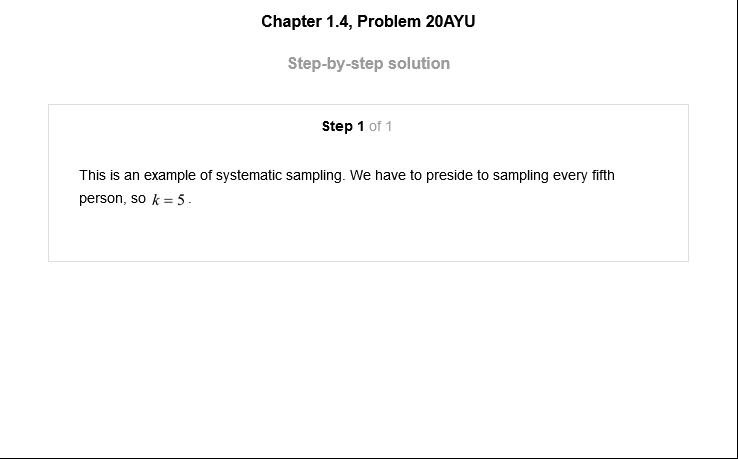 Chapter 1.4, Problem 20AYU
Step-by-step solution
Step 1 of 1
This is an example of systematic sampling. We have to preside to sampling every fifth
person, so k = 5.